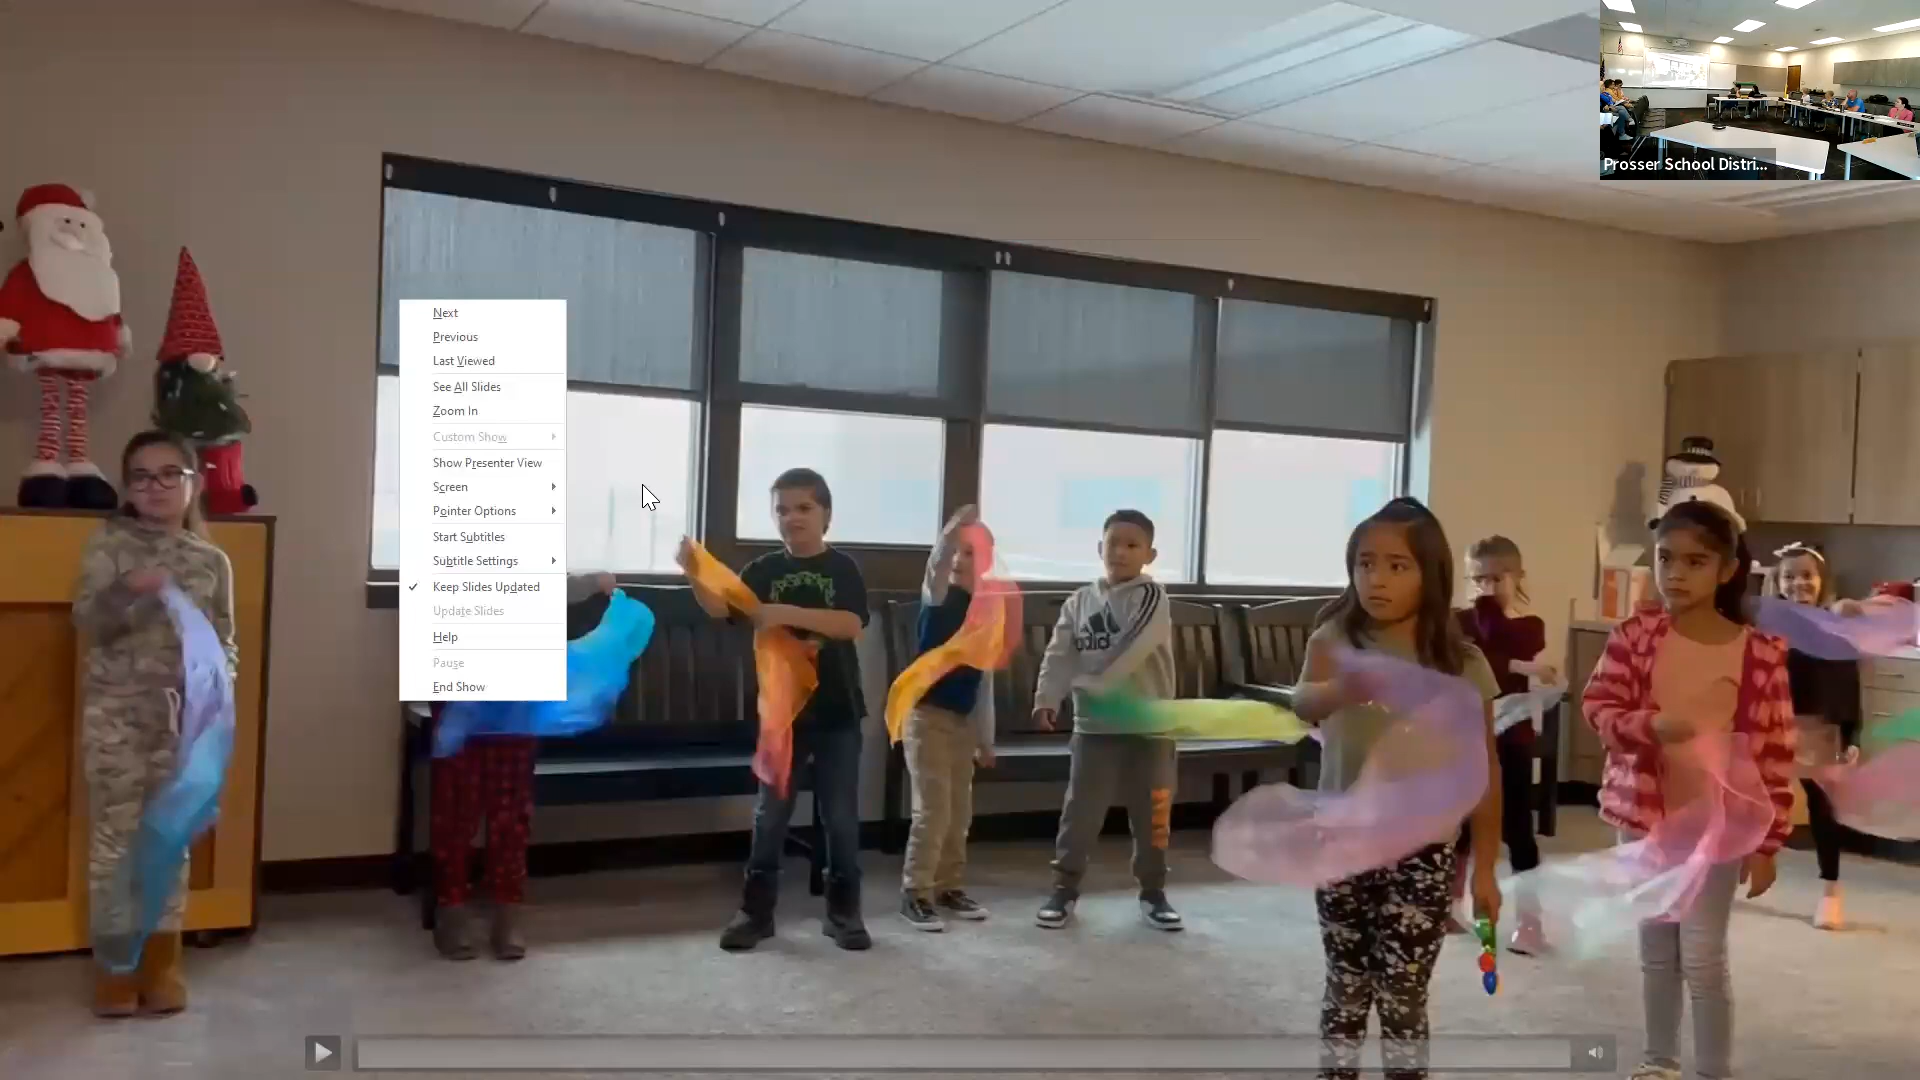 Prosser School Distri...
Next
Previous
Last Viewed
See All Slides
Zoom In
Custom Show
Show Presenter View
Screen
Pointer Options
Start Subtitles
Subtitle Settings
Keep Slides Updated
Update Slides
Help
Pause
End Show
adidas